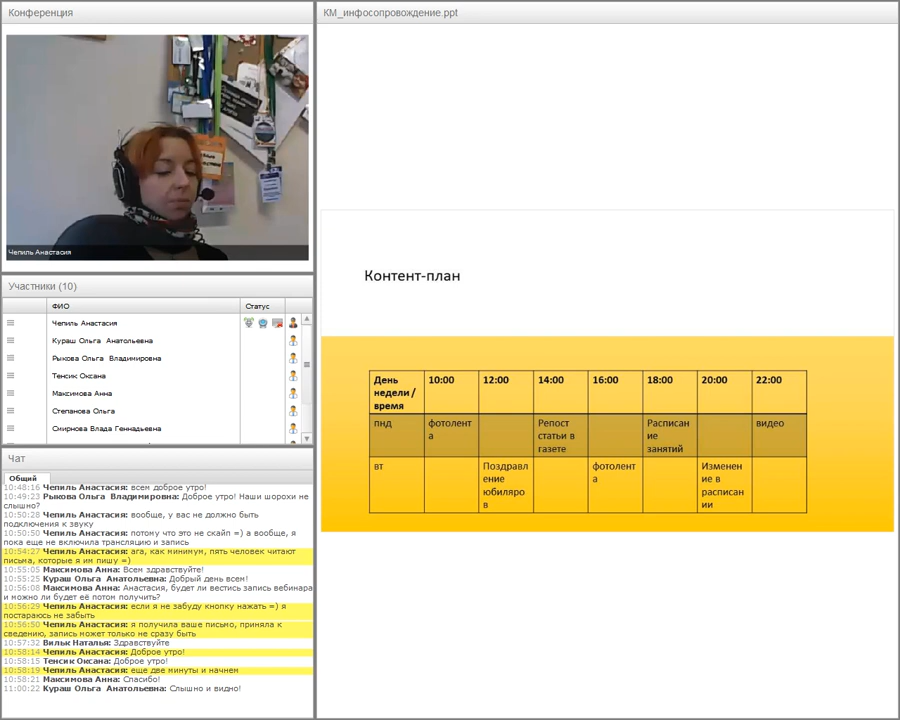 Конференция
Чепиль Анастасия
Участники (10)
ФИО Статус
Чепиль Анастасия
Кураш Ольга Анатольевна
Рыкова Ольга Владимировна
Тенсик Оксана
Максимова Анна
Степанова Ольга
Смирнова Влада Геннадьевна
Чат
Общий
10:48:16 Чепиль Анастасия: всем доброе утро!
10:49:23 Рыкова Ольга Владимировна: Доброе утро! Наши шорохи не
слышно?
10:50:28 Чепиль Анастасия: вообще, у вас не должно быть
подключения к звуку
10:50:50 Чепиль Анастасия: потому что это не скайп =) а вообще, я
пока еще не включила трансляцию и запись
10:54:27 Чепиль Анастасия: ага, как минимум, пять человек читают
письма, которые я им пишу =)
10:55:05 Максимова Анна: Всем здравствуйте!
10:55:25 Кураш Ольга Анатольевна: Добрый день всем!
10:56:08 Максимова Анна: Анастасия, будет ли вестись запись вебинара
и можно ли будет её потом получить?
10:56:29 Чепиль Анастасия: если я не забуду кнопку нажать =) я
постараюсь не забыть
10:56:50 Чепиль Анастасия: я получила ваше письмо, приняла к
сведению, запись может только не сразу быть
10:57:32 Вильк Наталья: Здравствуйте
10:58:14 Чепиль Анастасия: Доброе утро!
10:58:15 Тенсик Оксана: Доброе утро!
10:58:19 Чепиль Анастасия: еще две минуты и начнем
10:58:21 Максимова Анна: Спасибо!
11:00:22 Кураш Ольга Анатольевна: Слышно и видно!
КМ_инфосопровождение.ppt
Контент-план
День 10:00 12:00 14:00 16:00 18:00 20:00 22:00
недели /
время
пнд фотолент Репост Расписан видео
а статьи в ие
газете занятий
вт Поздравл фотолент Изменен
ение а ие в
юбиляро расписан
в ии